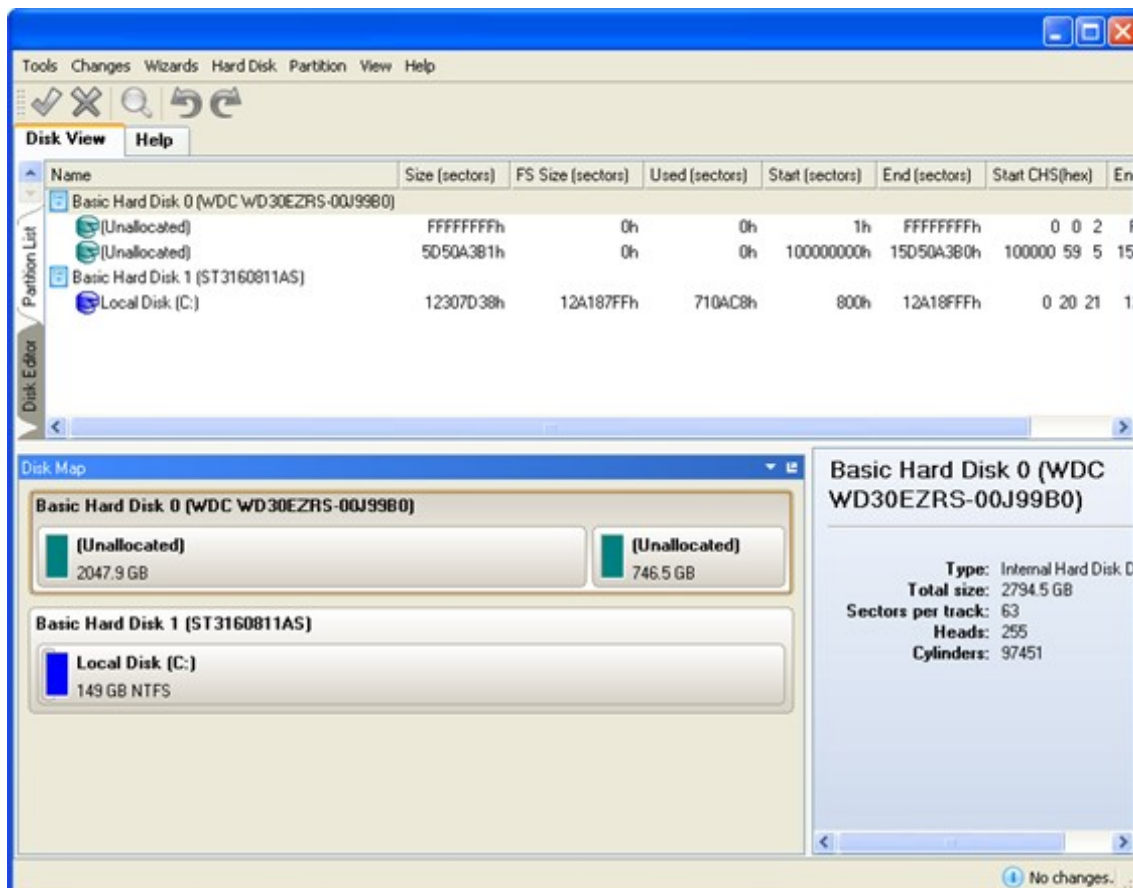 Tools Changes Wizards Hard Disk Partition View Help
Disk View Help
Name Size (sectors) FS Size (sectors) Used (sectors) Start (sectors) End (sectors) Start CHS(hex) En
Basic Hard Disk 0 (WDC WD30EZRS-00J99B0)
(Unallocated) FFFFFFFFh 0h 0h 1h FFFFFFFFh 0 0 2
(Unallocated) 5D50A3B1h 0h 0h 100000000h 15D50A3B0h 100000 59 5 15
Basic Hard Disk 1 (ST3160811AS)
Local Disk (C:) 12307D38h 12A187FFh 710AC8h 800h 12A18FFFh 0 20 21 1
Partition List
Disk Editor
Disk Map
Basic Hard Disk 0 (WDC WD30EZRS-00J99B0)
(Unallocated)
2047.9 GB
(Unallocated)
746.5 GB
Basic Hard Disk 1 (ST3160811AS)
Local Disk (C:)
149 GB NTFS
Basic Hard Disk 0 (WDC
WD30EZRS-00J99B0)
Type: Internal Hard Disk D
Total size: 2794.5 GB
Sectors per track: 63
Heads: 255
Cylinders: 97451
No changes.